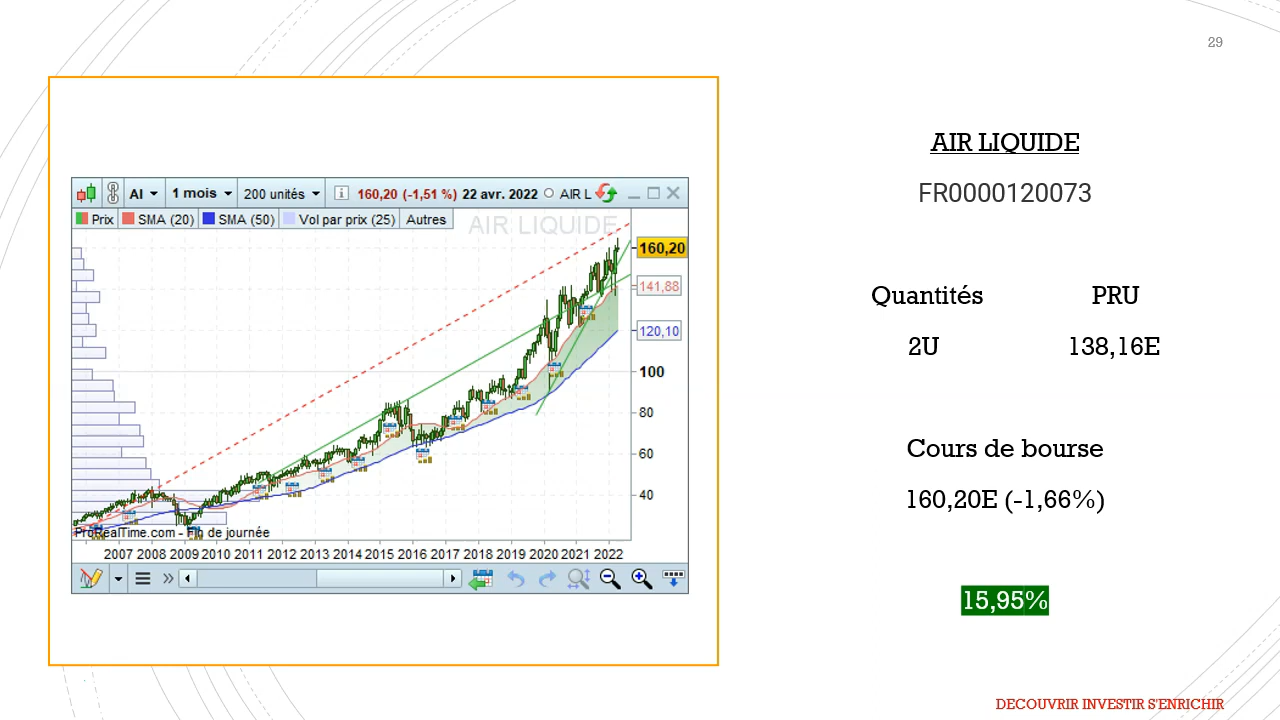 29
AI 1 mois 200 unités 160,20 (-1,51 %) 22 avr. 2022 AIR L
Prix SMA (20) SMA (50) Vol par prix (25) Autres
AIR LIQUIDE
160,20
141,88
120,10
100
80
60
40
ProRealTime.com - Fin de journée
2007 2008 2009 2010 2011 2012 2013 2014 2015 2016 2017 2018 2019 2020 2021 2022
AIR LIQUIDE
FR0000120073
Quantités PRU
2U 138,16E
Cours de bourse
160,20E (-1,66%)
15,95%
DECOUVRIR INVESTIR S'ENRICHIR